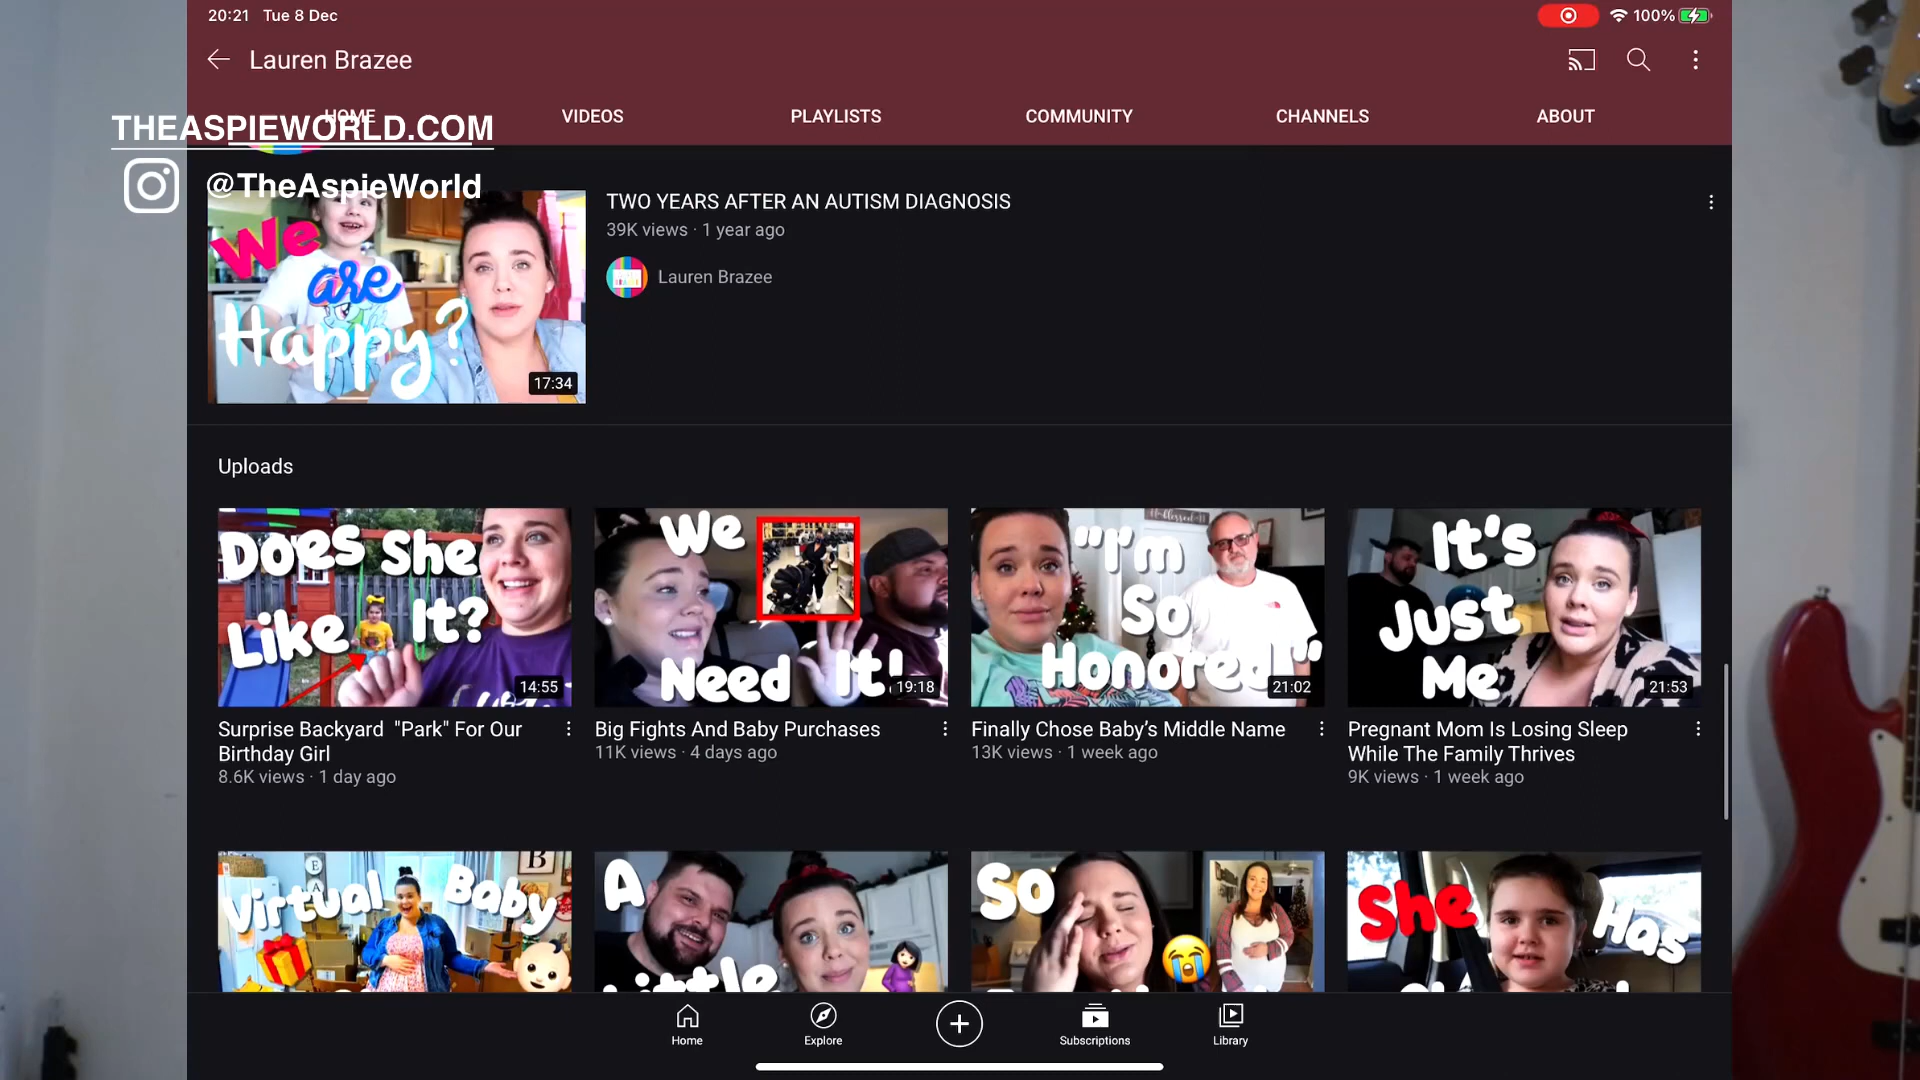 20:21 Tue 8 Dec
100%
Lauren Brazee
HOME VIDEOS PLAYLISTS COMMUNITY CHANNELS ABOUT
THEASPIEWORLD.COM
@TheAspieWorld
We
are
Happy?
17:34
TWO YEARS AFTER AN AUTISM DIAGNOSIS
39K views · 1 year ago
Lauren Brazee
Uploads
Does She
Like It?
14:55
We
Need It!
19:18
"I'm
So
Honored"
21:02
It's
Just
Me
21:53
Surprise Backyard "Park" For Our
Birthday Girl
8.6K views · 1 day ago
Big Fights And Baby Purchases
11K views · 4 days ago
Finally Chose Baby's Middle Name
13K views · 1 week ago
Pregnant Mom Is Losing Sleep
While The Family Thrives
9K views · 1 week ago
Virtual Baby
B
A
Little
So
She Has
Home Explore Subscriptions Library